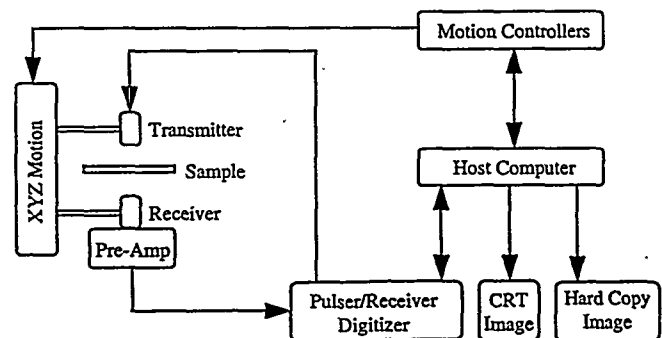 Motion Controllers
XYZ Motion
Transmitter
Sample
Host Computer
Receiver
Pre-Amp
Pulser/Receiver
Digitizer
CRT
Image
Hard Copy
Image